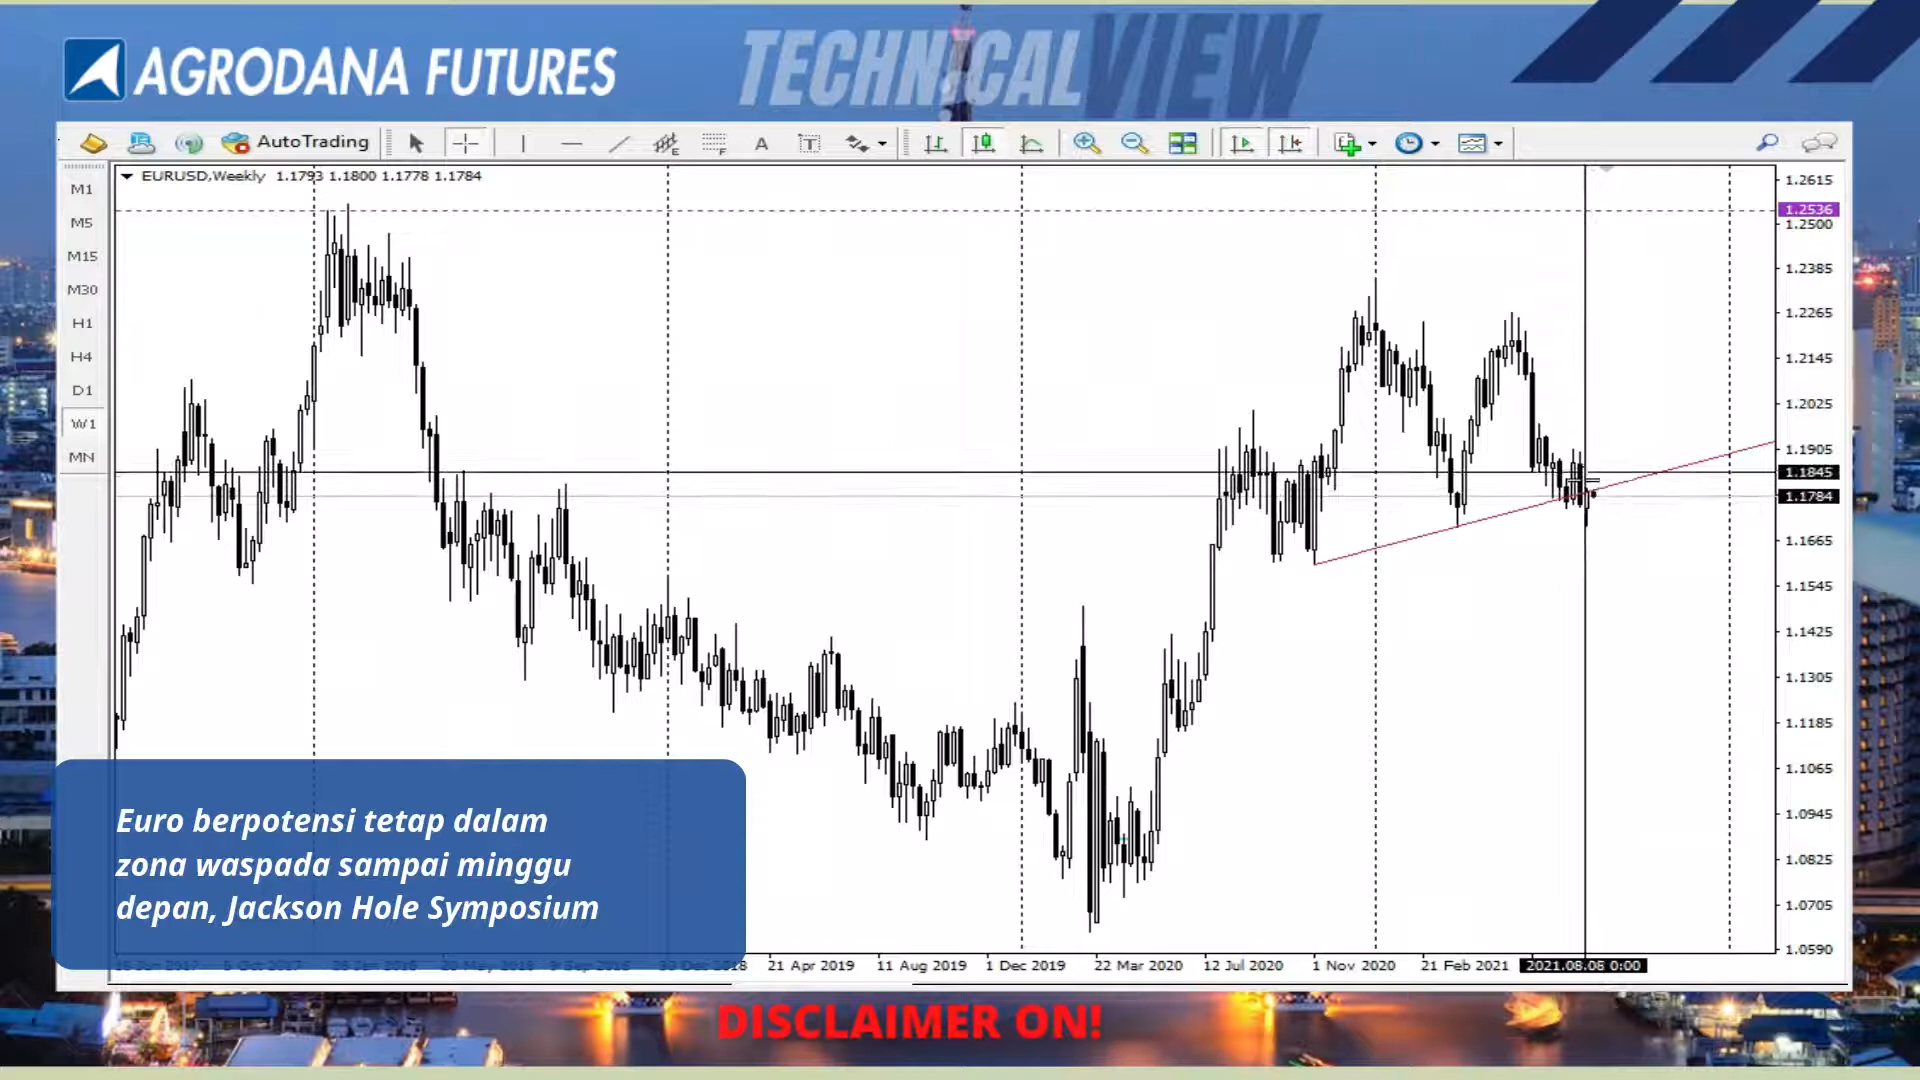 AGRODANA FUTURES
TECHNICAL VIEW
AutoTrading
A
T
E
F
M1
M5
M15
M30
H1
H4
D1
W1
MN
EURUSD,Weekly 1.1793 1.1800 1.1778 1.1784
1.2615
1.2536
1.2500
1.2385
1.2265
1.2145
1.2025
1.1905
1.1845
1.1784
1.1665
1.1545
1.1425
1.1305
1.1185
1.1065
1.0945
1.0825
1.0705
1.0590
Euro berpotensi tetap dalam
zona waspada sampai minggu
depan, Jackson Hole Symposium
21 Apr 2019 11 Aug 2019 1 Dec 2019 22 Mar 2020 12 Jul 2020 1 Nov 2020 21 Feb 2021 2021.08.08 0:00
DISCLAIMER ON!